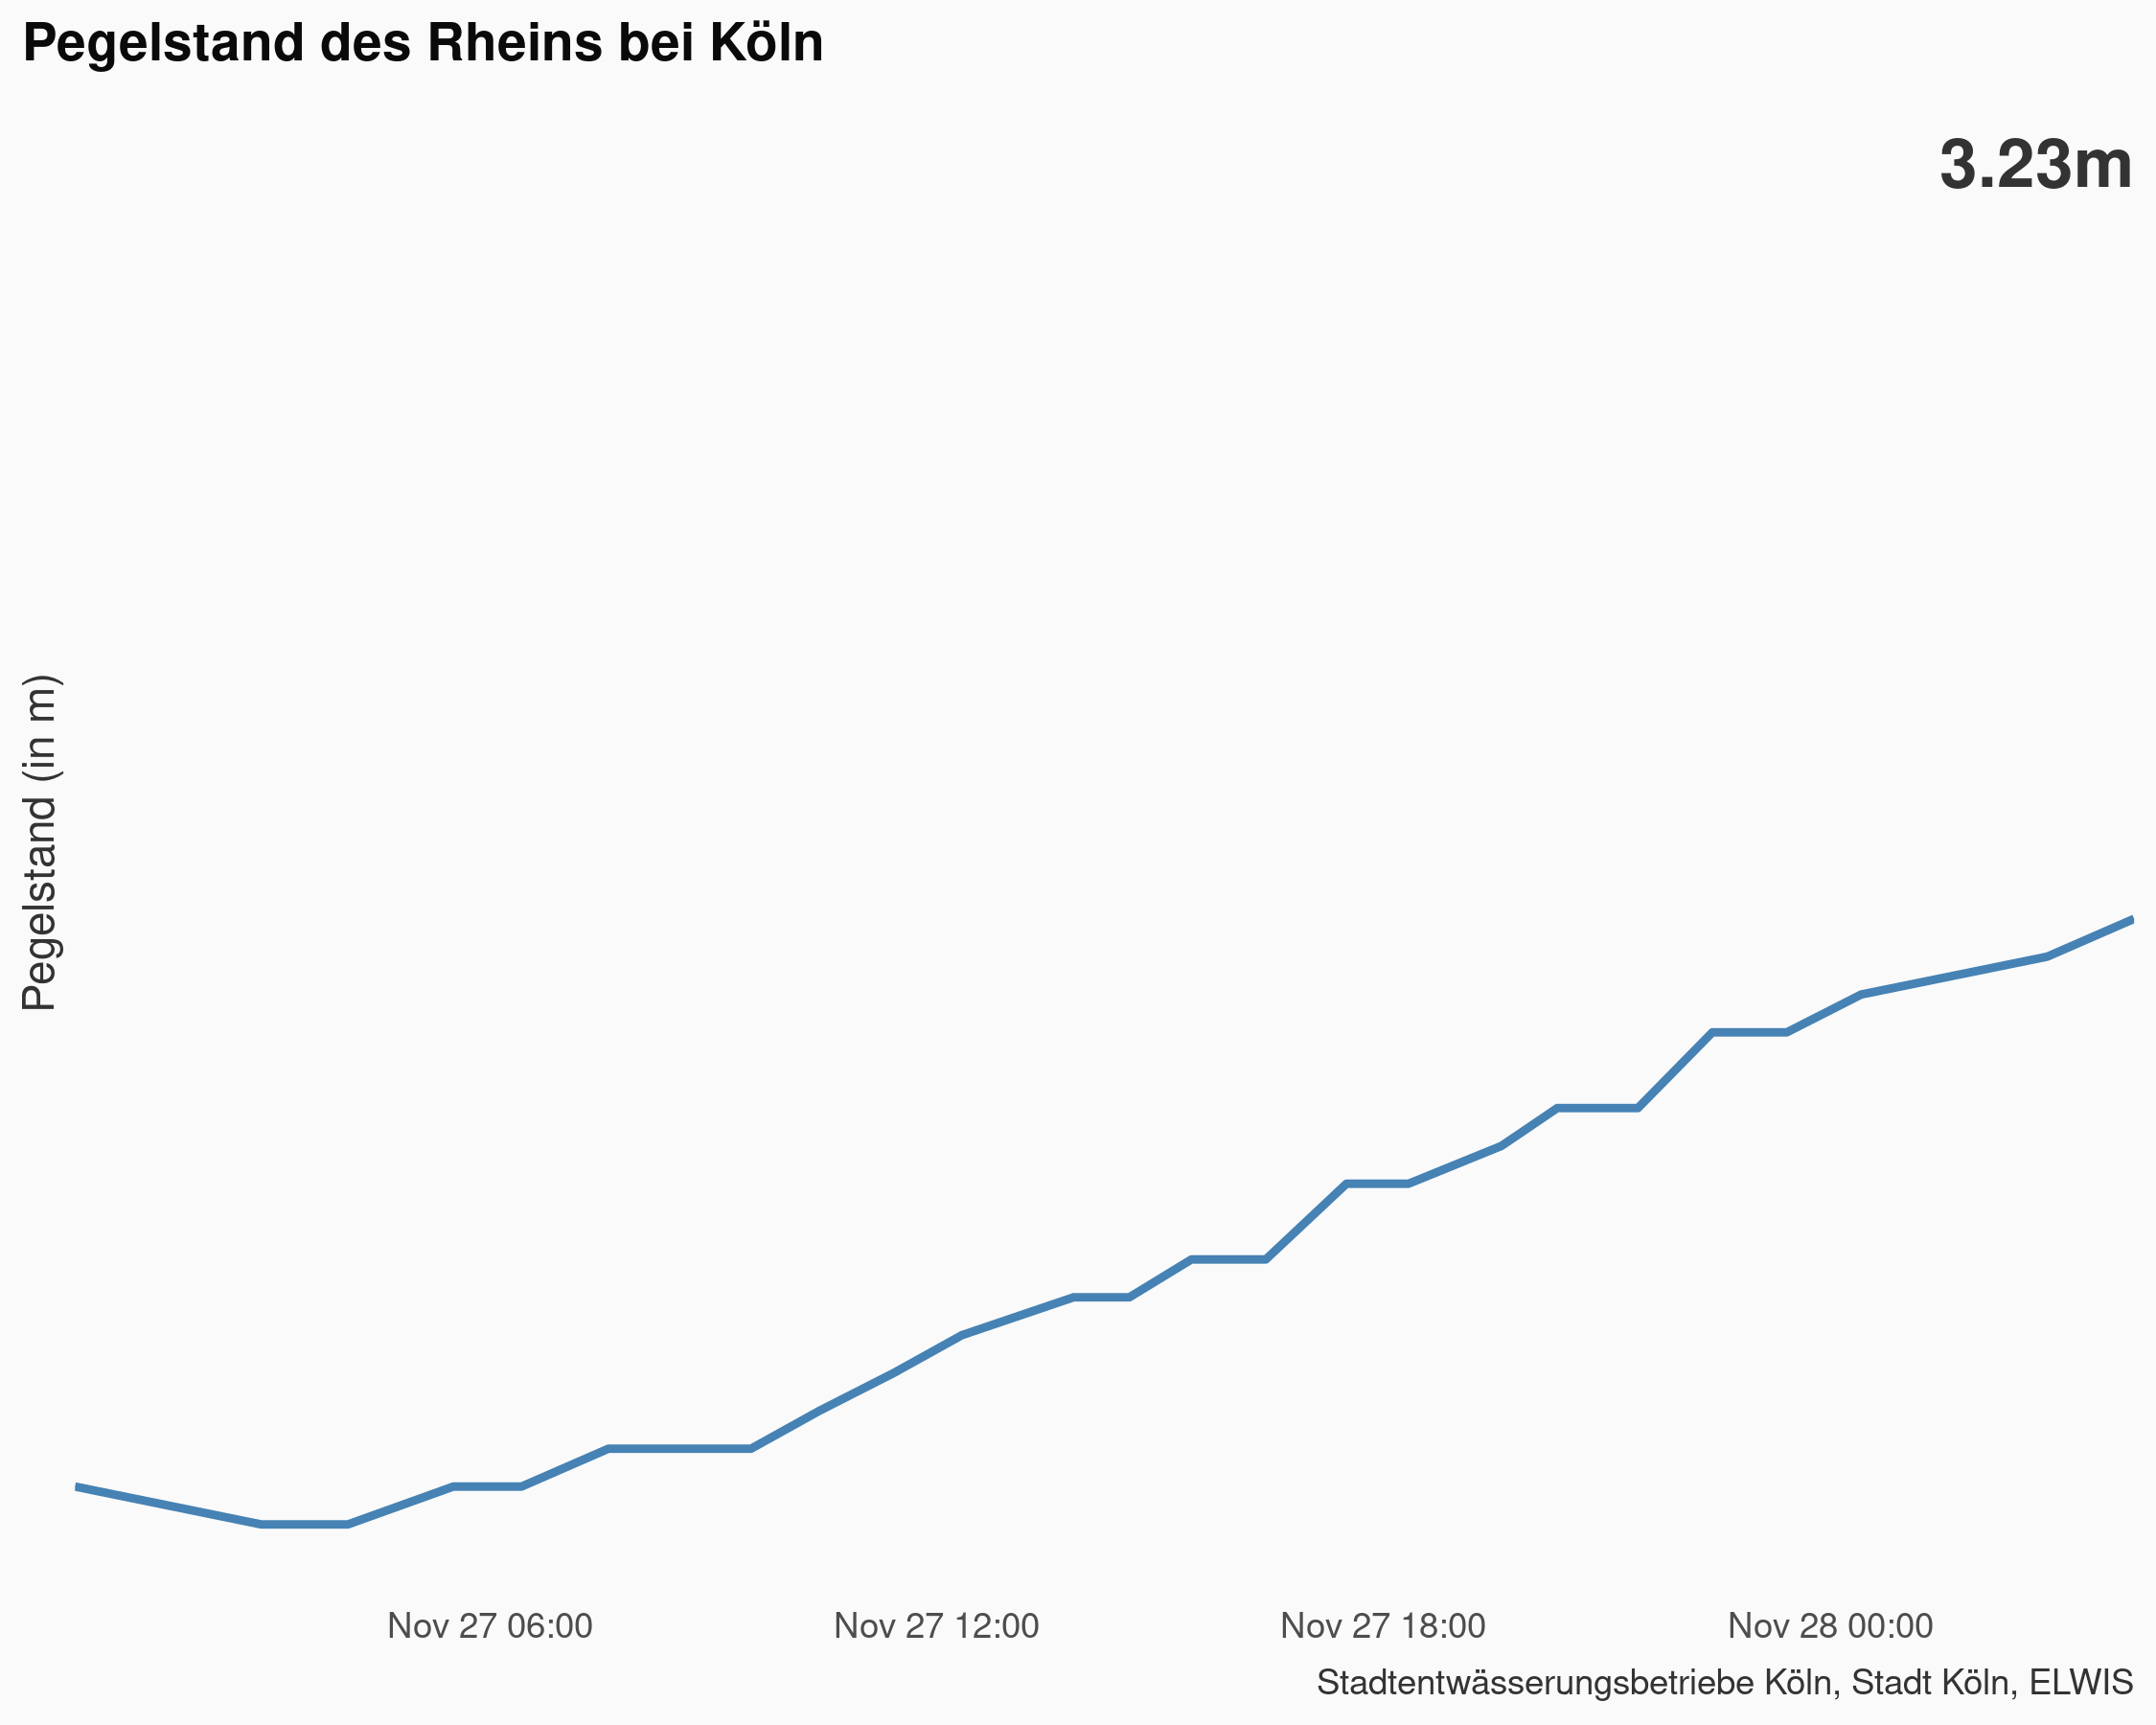 Pegelstand des Rheins bei Köln
3.23m
Pegelstand (in m)
Nov 27 06:00 Nov 27 12:00 Nov 27 18:00 Nov 28 00:00
Stadtentwässerungsbetriebe Köln, Stadt Köln, ELWIS